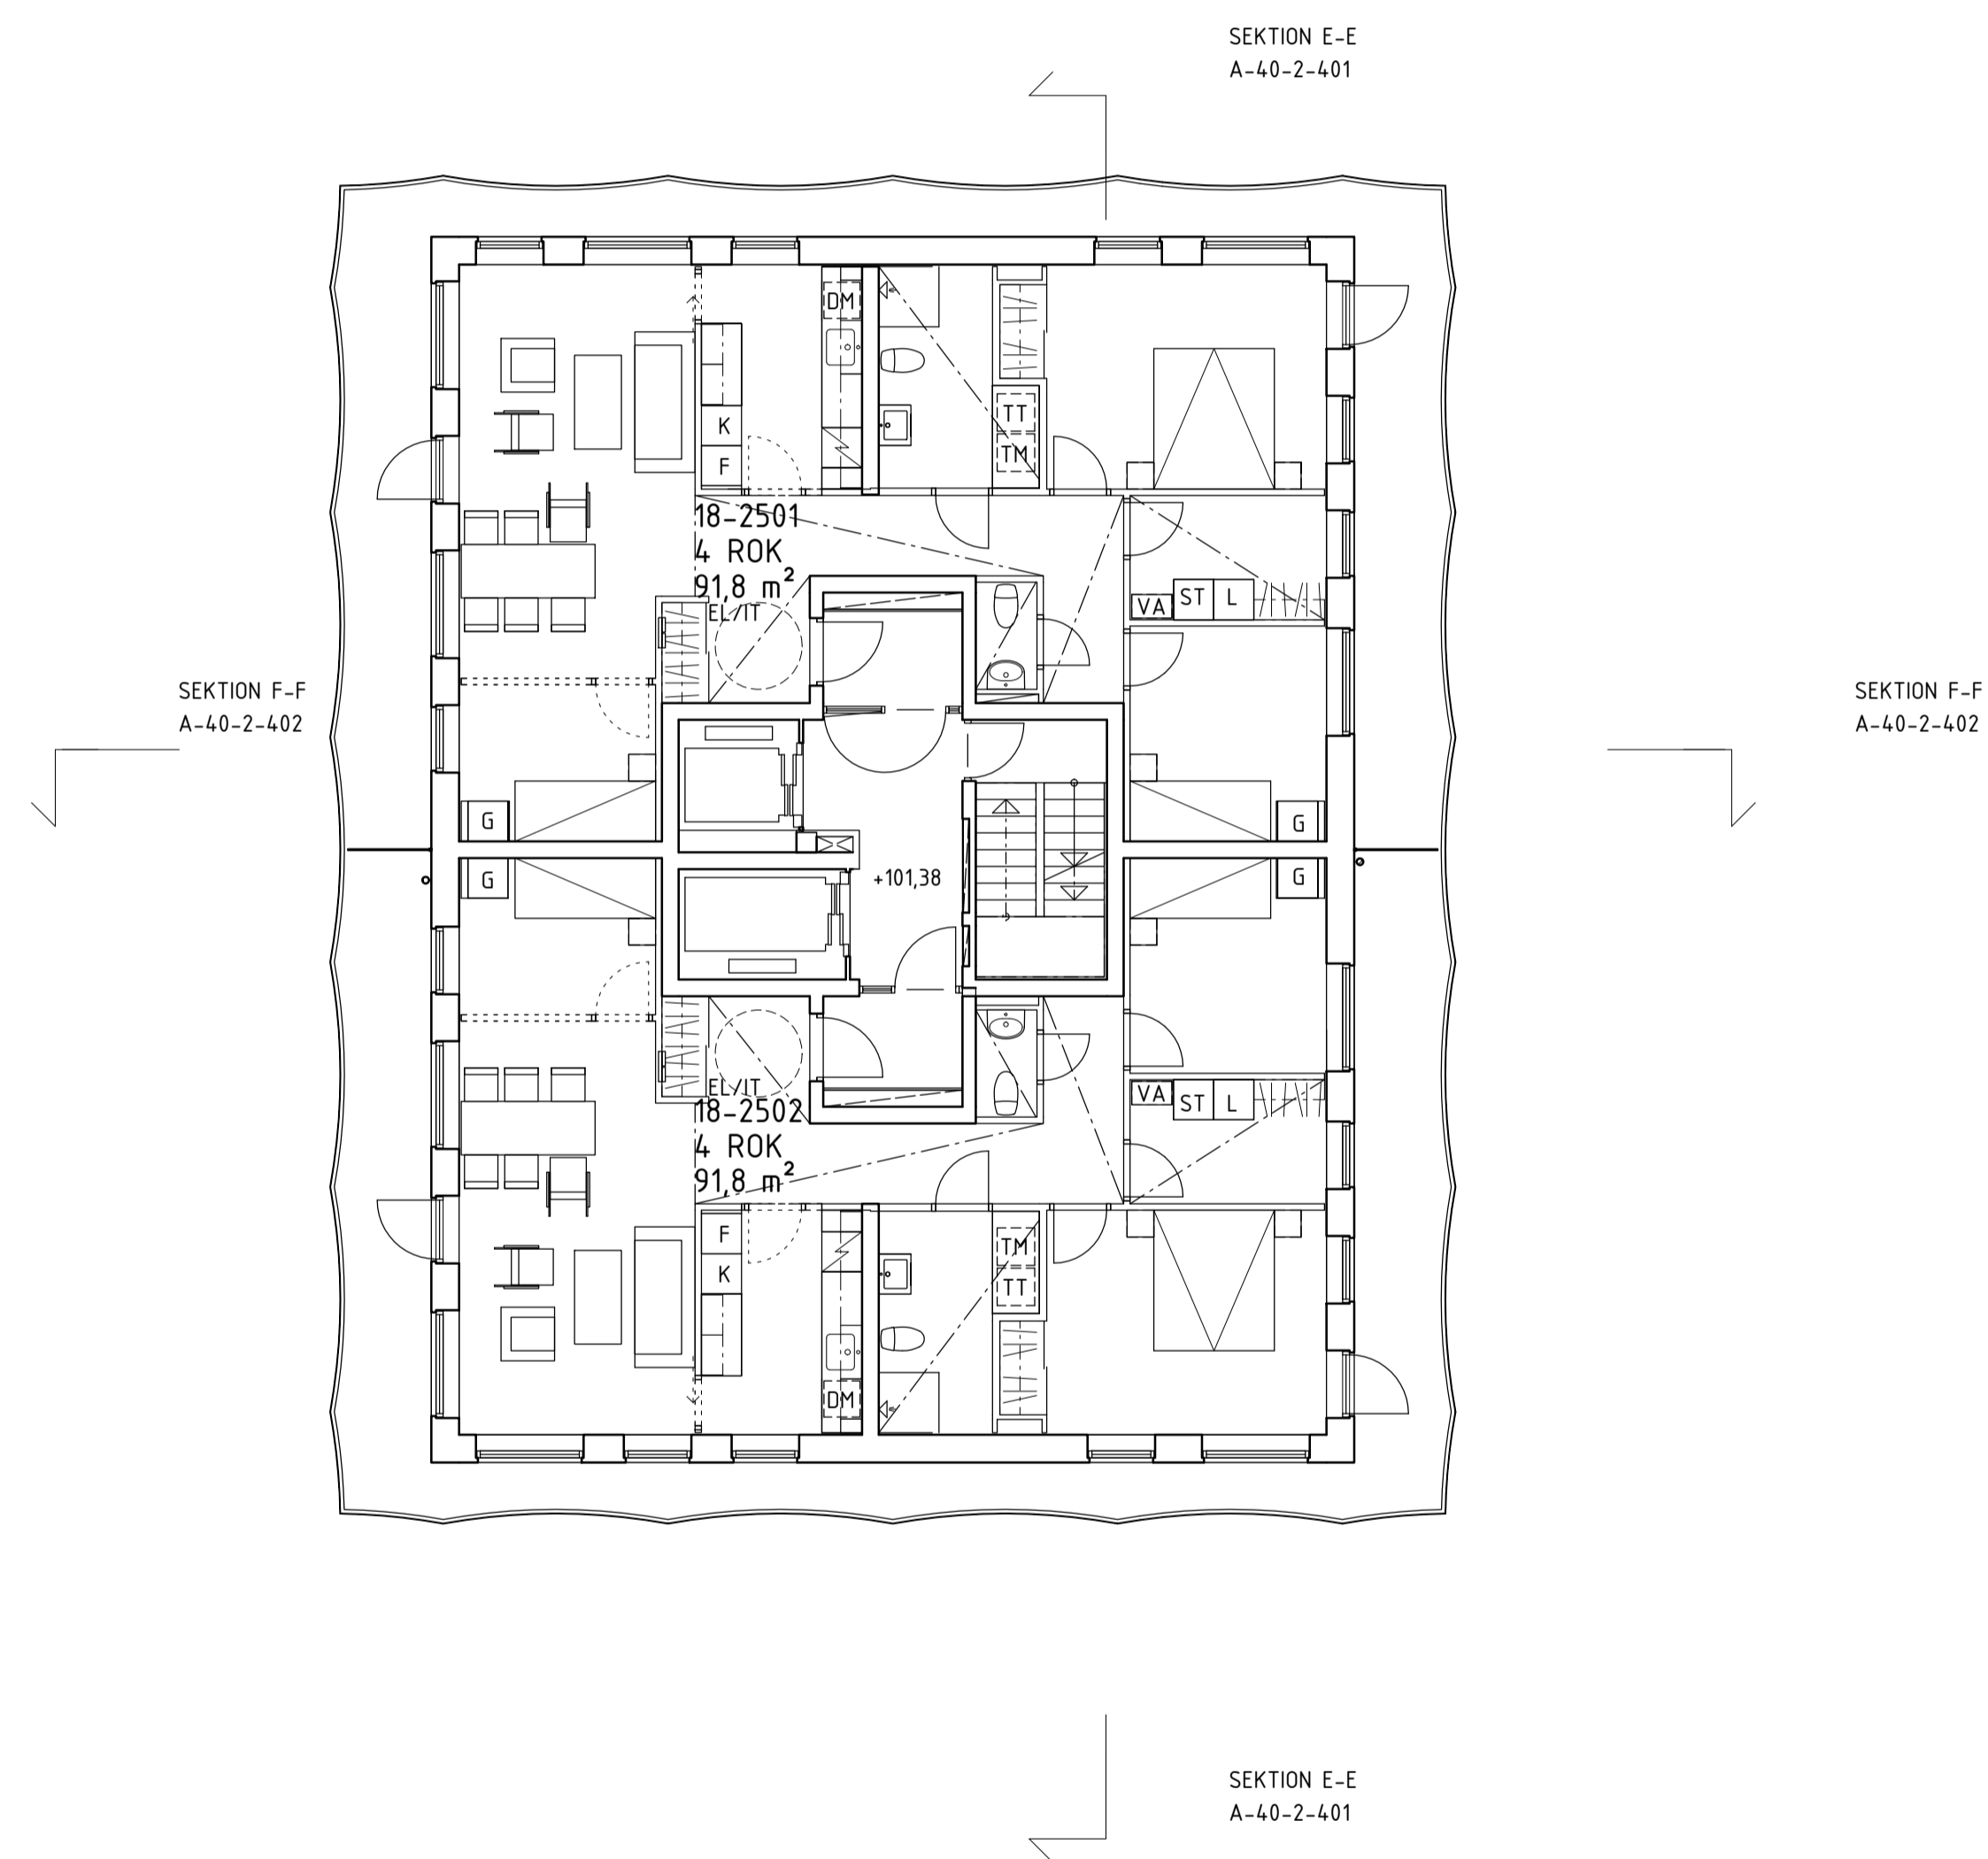 SEKTION E-E
A-40-2-401
DM
K
F
TT
TM
18-2501
4 ROK
91,8 m²
EL/IT
VA
ST
L
SEKTION F-F
A-40-2-402
SEKTION F-F
A-40-2-402
G
G
+101,38
G
G
EL/IT
18-2502
4 ROK
91,8 m²
VA
ST
L
F
K
TM
TT
DM
SEKTION E-E
A-40-2-401